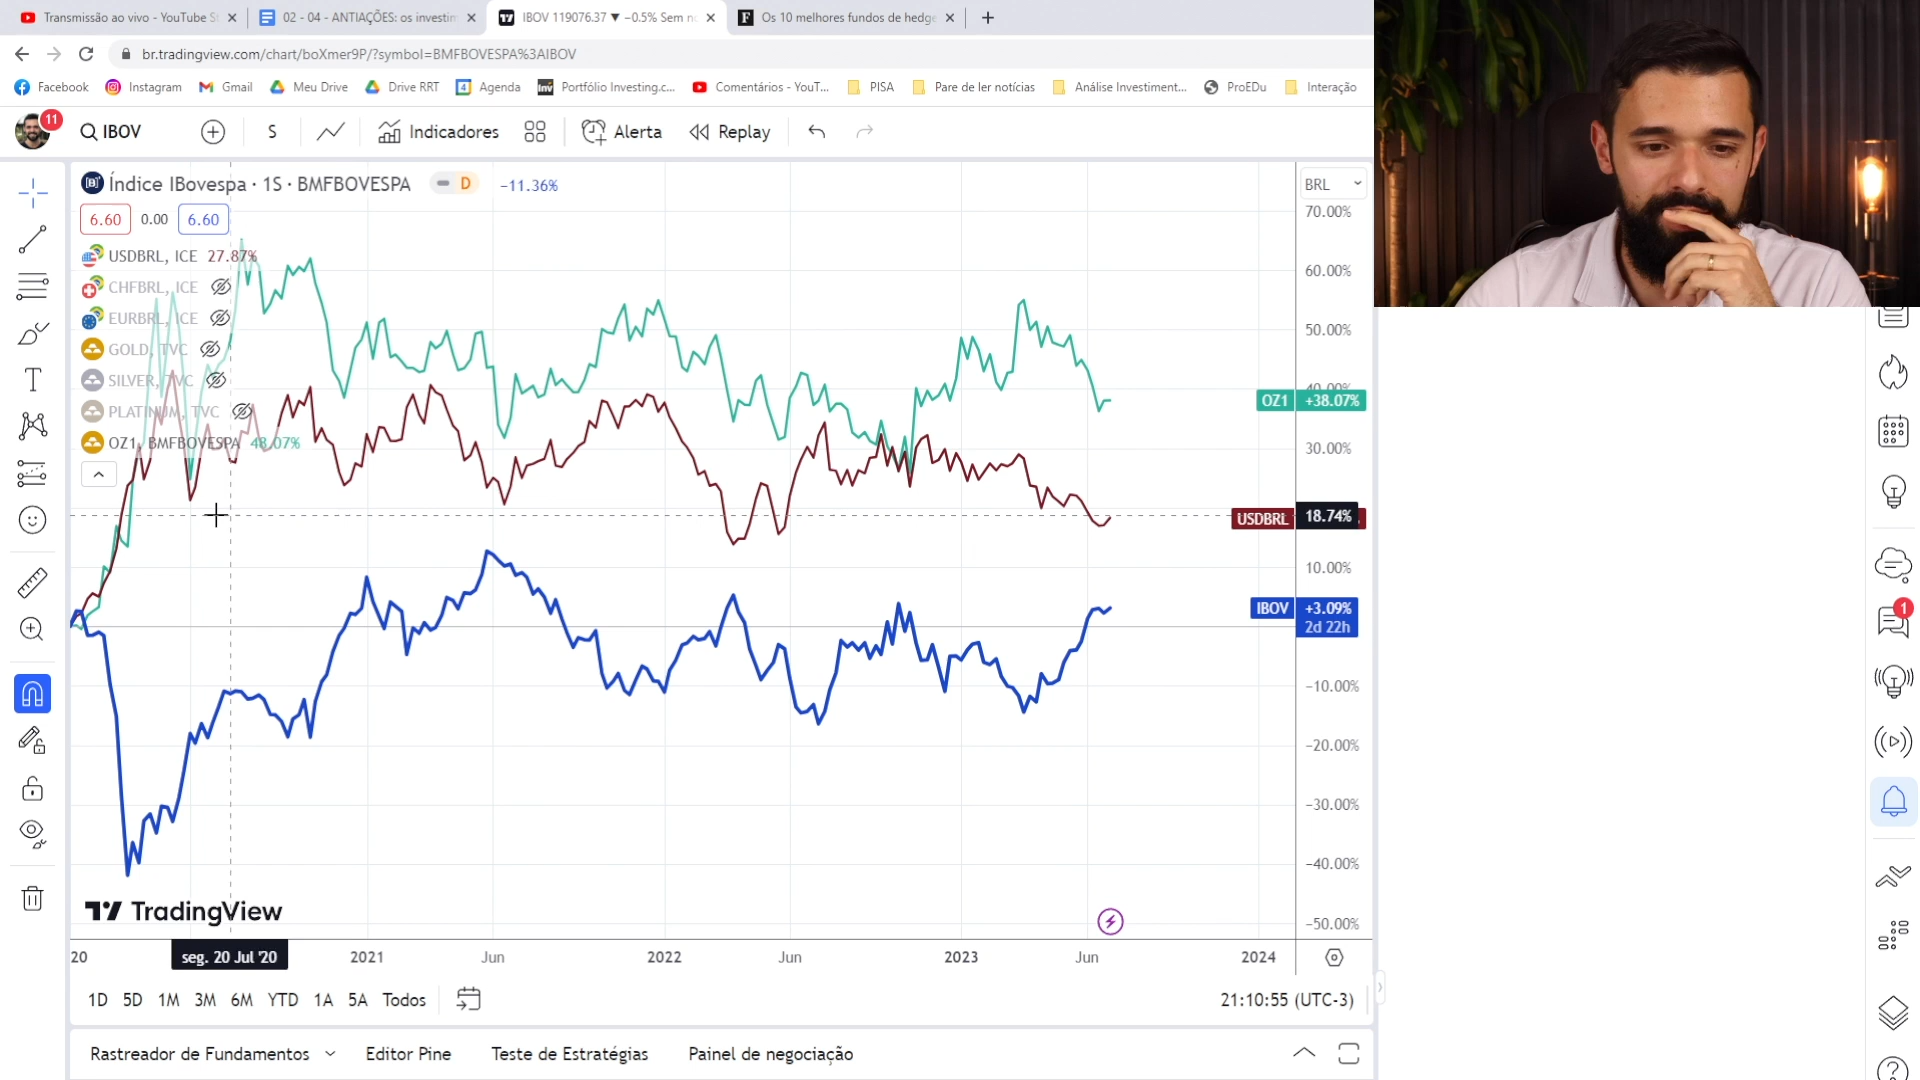 Transmissão ao vivo - YouTube S
02 - 04 - ANTIAÇÕES: os investim
IBOV 119076.37 ▼ −0.5% Sem n
Os 10 melhores fundos de hedge
br.tradingview.com/chart/boXmer9P/?symbol=BMFBOVESPA%3AIBOV
Facebook
Instagram
Gmail
Meu Drive
Drive RRT
Agenda
Portfólio Investing.c...
Comentários - YouT...
PISA
Pare de ler notícias
Análise Investiment...
ProEdu
Interação
11
IBOV
S
Indicadores
Alerta
Replay
Índice IBovespa · 1S · BMFBOVESPA
D
−11.36%
BRL
6.60
0.00
6.60
USDBRL, ICE 27.87%
CHFBRL, ICE
EURBRL, ICE
GOLD, TVC
SILVER, TVC
PLATINUM, TVC
OZ1, BMFBOVESPA 48.07%
70.00%
60.00%
50.00%
40.00%
OZ1 +38.07%
30.00%
USDBRL 18.74%
10.00%
IBOV +3.09%
2d 22h
−10.00%
−20.00%
−30.00%
−40.00%
−50.00%
1
TradingView
20
seg. 20 Jul '20
2021
Jun
2022
Jun
2023
Jun
2024
1D 5D 1M 3M 6M YTD 1A 5A Todos
21:10:55 (UTC-3)
Rastreador de Fundamentos
Editor Pine
Teste de Estratégias
Painel de negociação